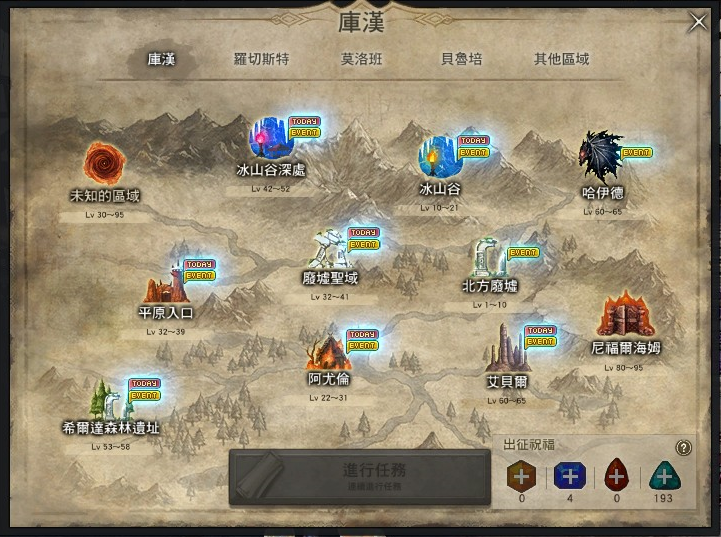 庫漢
庫漢 羅切斯特 莫洛班 貝魯培 其他區域
TODAY
EVENT
冰山谷深處
Lv 42~52
TODAY
EVENT
冰山谷
Lv 10~21
EVENT
哈伊德
Lv 60~65
未知的區域
Lv 30~95
TODAY
EVENT
廢墟聖域
Lv 32~41
EVENT
北方廢墟
Lv 1~10
TODAY
EVENT
平原入口
Lv 32~39
尼福爾海姆
Lv 80~95
TODAY
EVENT
阿尤倫
Lv 22~31
TODAY
EVENT
艾貝爾
Lv 60~65
TODAY
EVENT
希爾達森林遺址
Lv 53~58
進行任務
出征祝福
?
0 4 0 193